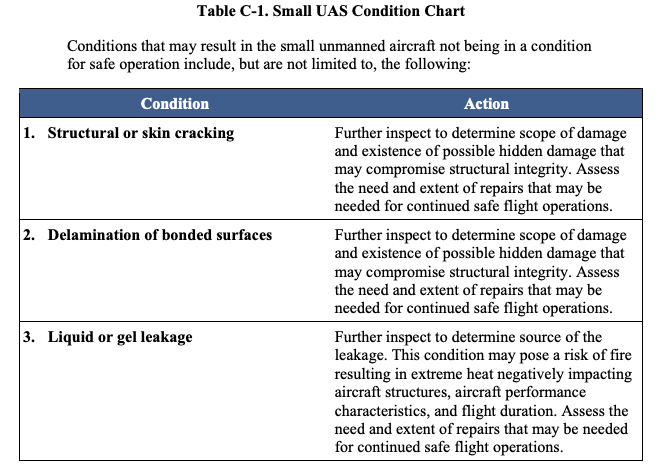 Table C-1. Small UAS Condition Chart
Conditions that may result in the small unmanned aircraft not being in a condition
for safe operation include, but are not limited to, the following:
Condition Action
1. Structural or skin cracking
Further inspect to determine scope of damage
and existence of possible hidden damage that
may compromise structural integrity. Assess
the need and extent of repairs that may be
needed for continued safe flight operations.
2. Delamination of bonded surfaces
Further inspect to determine scope of damage
and existence of possible hidden damage that
may compromise structural integrity. Assess
the need and extent of repairs that may be
needed for continued safe flight operations.
3. Liquid or gel leakage
Further inspect to determine source of the
leakage. This condition may pose a risk of fire
resulting in extreme heat negatively impacting
aircraft structures, aircraft performance
characteristics, and flight duration. Assess the
need and extent of repairs that may be needed
for continued safe flight operations.